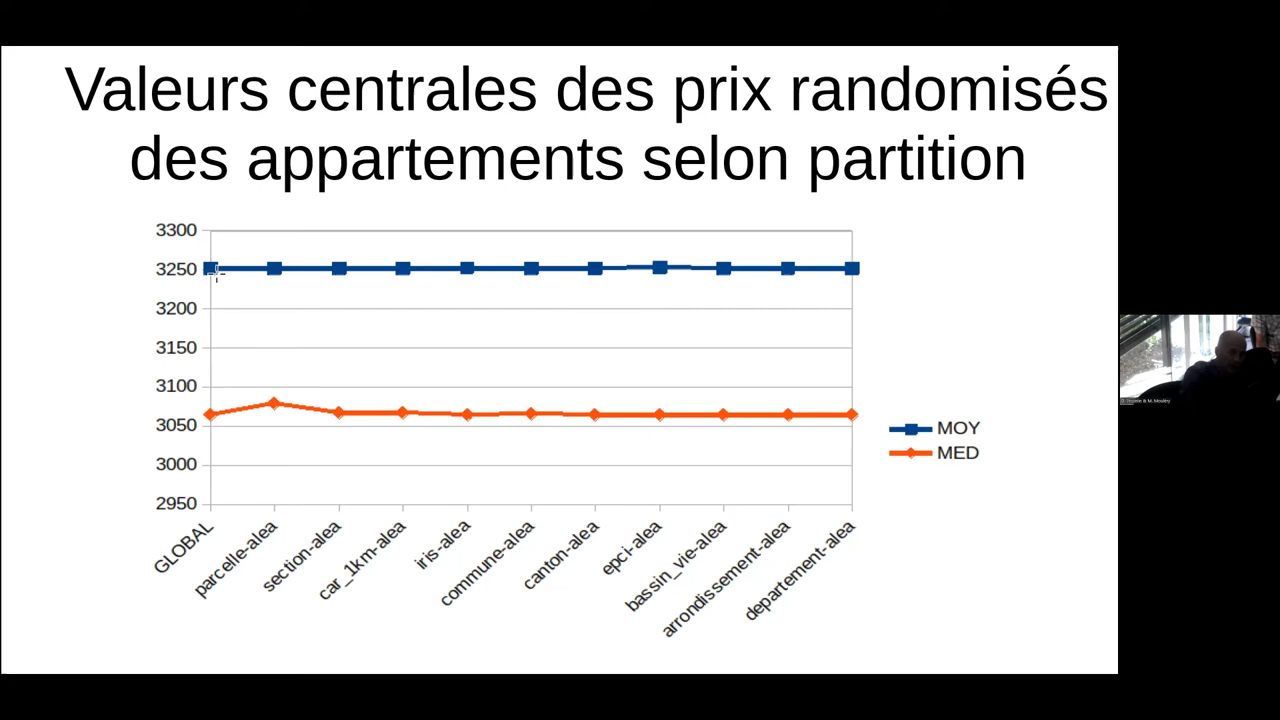 Valeurs centrales des prix randomisés
des appartements selon partition
3300
3250
3200
3150
3100
3050
3000
2950
GLOBAL
parcelle-alea
section-alea
car_1km-alea
iris-alea
commune-alea
canton-alea
epci-alea
bassin_vie-alea
arrondissement-alea
departement-alea
MOY
MED